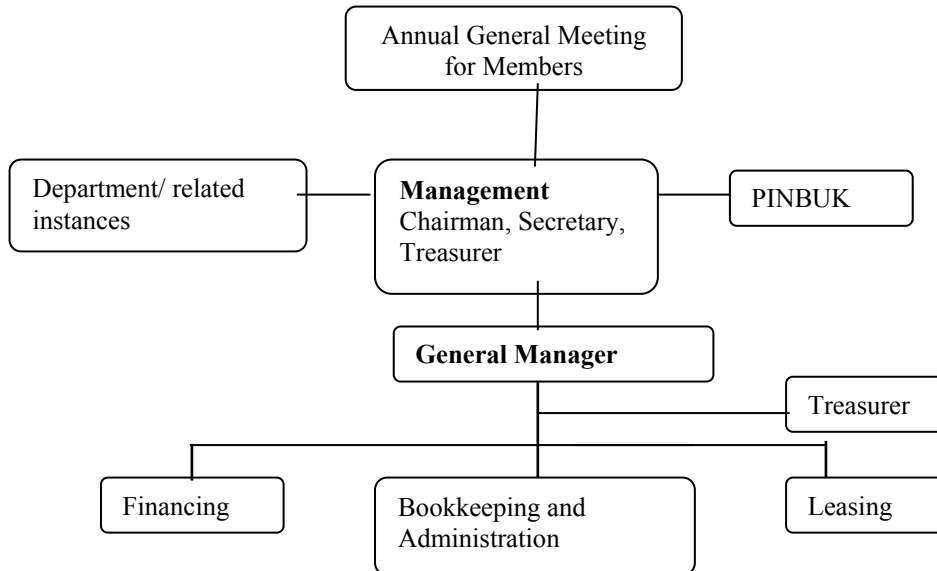 Annual General Meeting
for Members
Department/ related
instances
Management
Chairman, Secretary,
Treasurer
PINBUK
General Manager
Treasurer
Financing
Bookkeeping and
Administration
Leasing